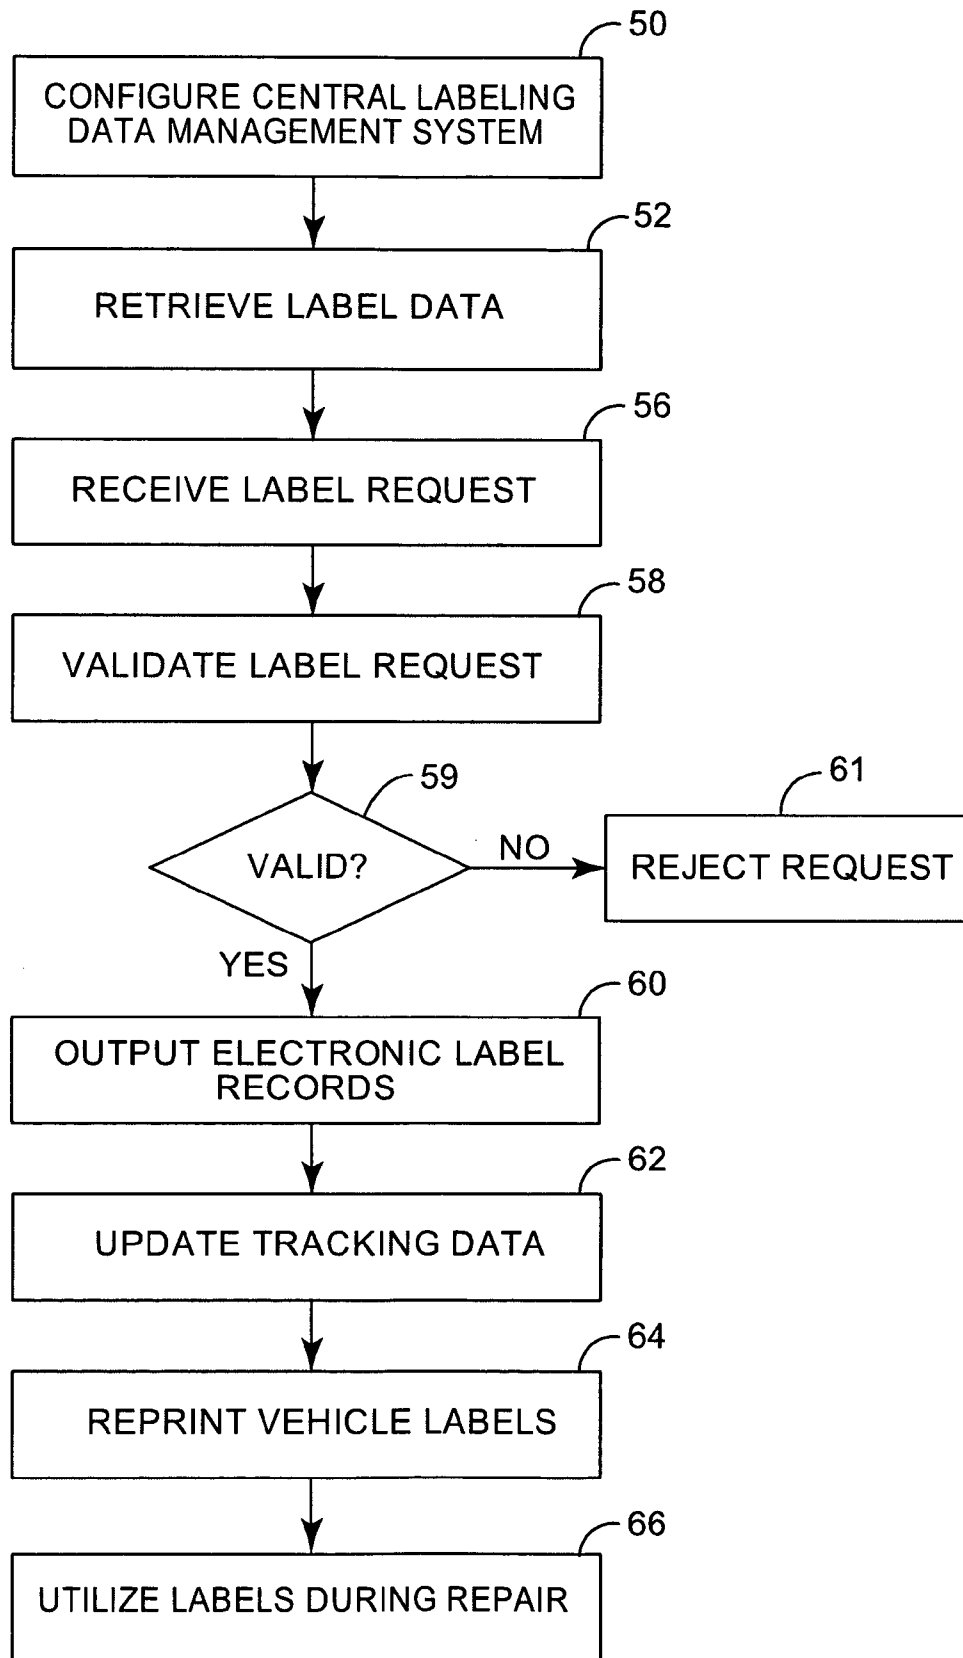 50
CONFIGURE CENTRAL LABELING
DATA MANAGEMENT SYSTEM
52
RETRIEVE LABEL DATA
56
RECEIVE LABEL REQUEST
58
VALIDATE LABEL REQUEST
59
VALID?
NO
61
REJECT REQUEST
YES
60
OUTPUT ELECTRONIC LABEL
RECORDS
62
UPDATE TRACKING DATA
64
REPRINT VEHICLE LABELS
66
UTILIZE LABELS DURING REPAIR